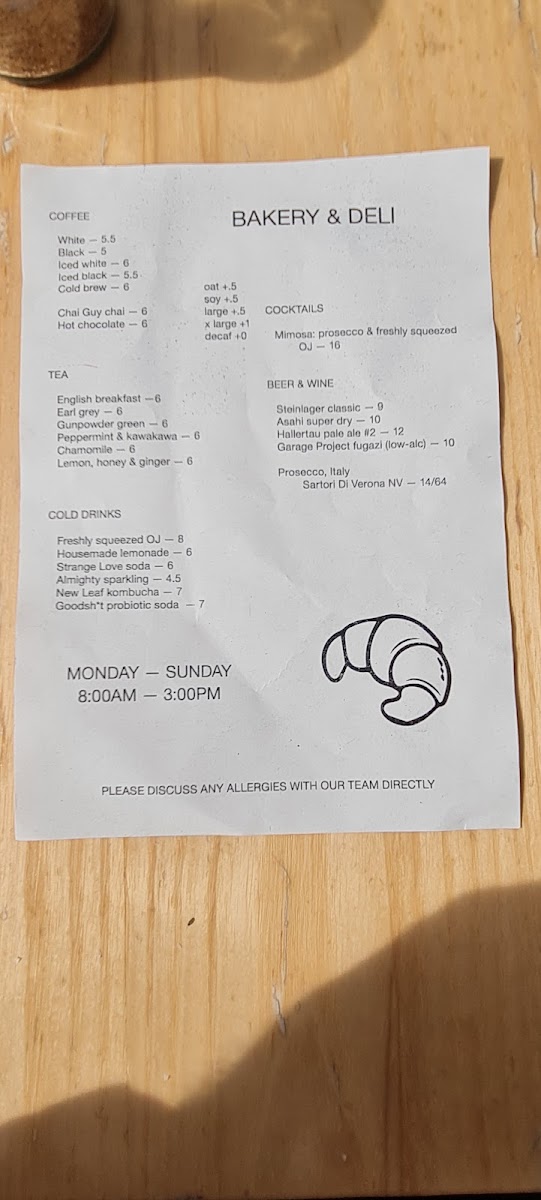 BAKERY & DELI
COFFEE
White — 5.5
Black — 5
Iced white — 6
Iced black — 5.5
Cold brew — 6
Chai Guy chai — 6
Hot chocolate — 6
oat +.5
soy +.5
large +.5
x large +1
decaf +0
TEA
English breakfast —6
Earl grey — 6
Gunpowder green — 6
Peppermint & kawakawa — 6
Chamomile — 6
Lemon, honey & ginger — 6
COLD DRINKS
Freshly squeezed OJ — 8
Housemade lemonade — 6
Strange Love soda — 6
Almighty sparkling — 4.5
New Leaf kombucha — 7
Goodsh*t probiotic soda — 7
COCKTAILS
Mimosa: prosecco & freshly squeezed
OJ — 16
BEER & WINE
Steinlager classic — 9
Asahi super dry — 10
Hallertau pale ale #2 — 12
Garage Project fugazi (low-alc) — 10
Prosecco, Italy
Sartori Di Verona NV — 14/64
MONDAY — SUNDAY
8:00AM — 3:00PM
PLEASE DISCUSS ANY ALLERGIES WITH OUR TEAM DIRECTLY